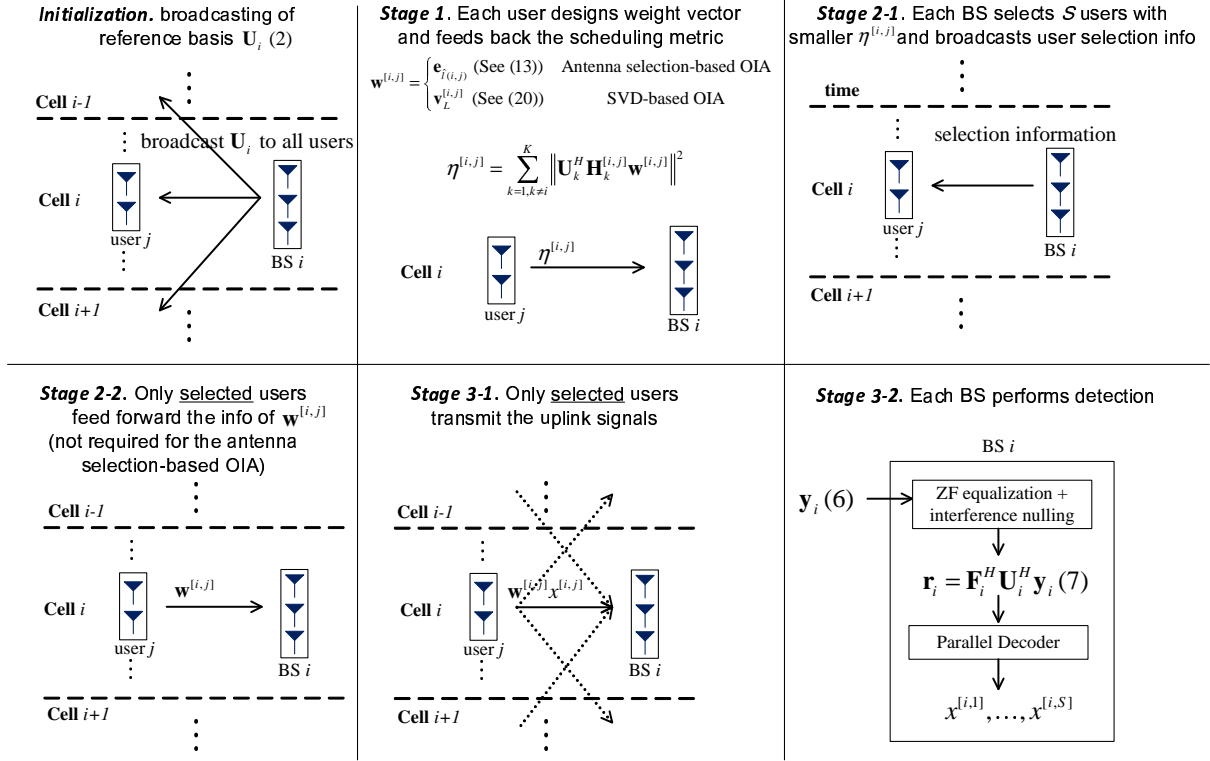 Initialization. broadcasting of
reference basis U_i (2)
Cell i-1
broadcast U_i to all users
Cell i
user j
BS i
Cell i+1
Stage 1. Each user designs weight vector
and feeds back the scheduling metric
w^{[i,j]} = { e_{\hat{l}(i,j)} (See (13)) Antenna selection-based OIA
v_L^{[i,j]} (See (20)) SVD-based OIA
η^{[i,j]} = \sum_{k=1,k≠i}^{K} ‖U_k^H H_k^{[i,j]} w^{[i,j]}‖^2
η^{[i,j]}
Cell i
user j
BS i
Stage 2-1. Each BS selects S users with
smaller η^{[i,j]} and broadcasts user selection info
time
selection information
Cell i
user j
BS i
Cell i+1
Stage 2-2. Only selected users
feed forward the info of w^{[i,j]}
(not required for the antenna
selection-based OIA)
Cell i-1
w^{[i,j]}
Cell i
user j
BS i
Cell i+1
Stage 3-1. Only selected users
transmit the uplink signals
Cell i-1
w^{[i,j]} x^{[i,j]}
Cell i
user j
BS i
Cell i+1
Stage 3-2. Each BS performs detection
BS i
y_i (6)
ZF equalization +
interference nulling
r_i = F_i^H U_i^H y_i (7)
Parallel Decoder
x^{[i,1]},…,x^{[i,S]}